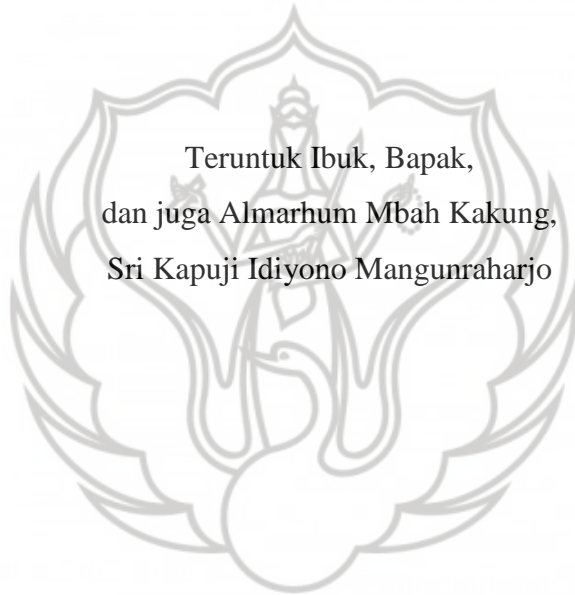 Teruntuk Ibuk, Bapak,
dan juga Almarhum Mbah Kakung,
Sri Kapuji Idiyono Mangunraharjo